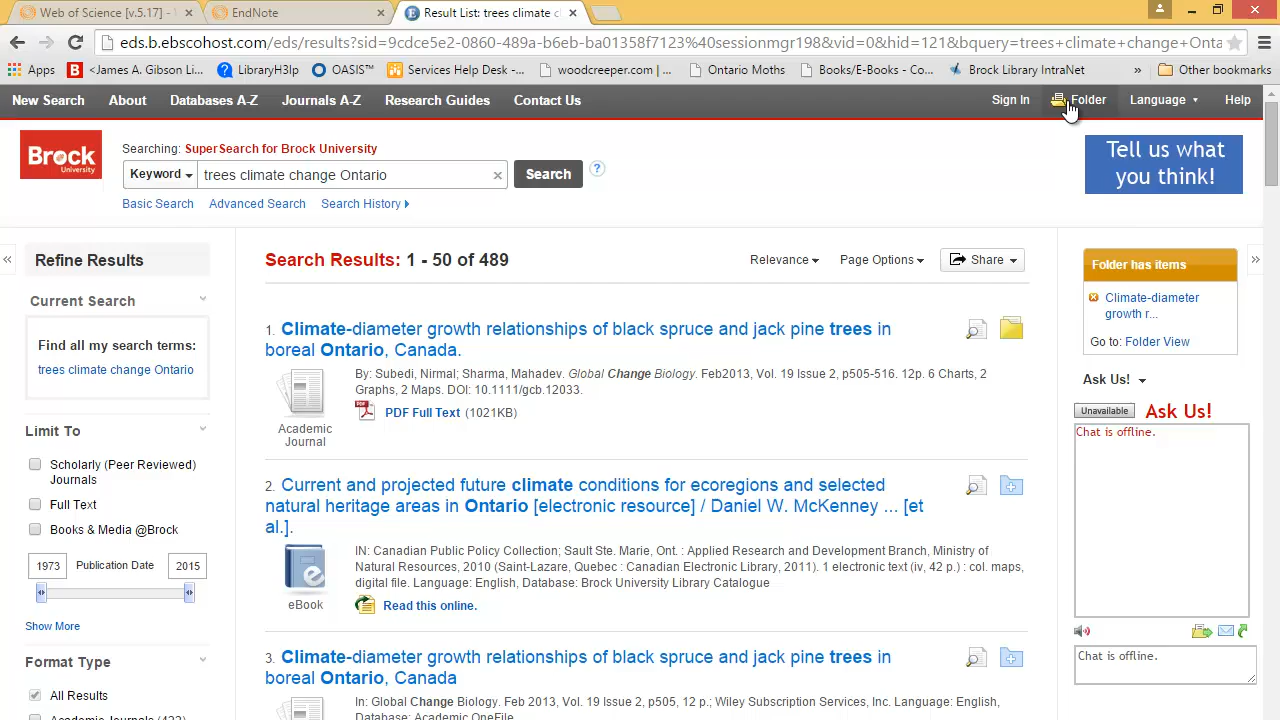 Web of Science [v.5.17] -
EndNote
Result List: trees climate c
eds.b.ebscohost.com/eds/results?sid=9cdce5e2-0860-489a-b6eb-ba01358f7123%40sessionmgr198&vid=0&hid=121&bquery=trees+climate+change+Onta
Apps <James A. Gibson Li... LibraryH3lp OASIS™ Services Help Desk -... woodcreeper.com | ... Ontario Moths Books/E-Books - Co... Brock Library IntraNet » Other bookmarks
New Search About Databases A-Z Journals A-Z Research Guides Contact Us Sign In Folder Language Help
Brock University
Searching: SuperSearch for Brock University
Keyword trees climate change Ontario × Search ?
Basic Search Advanced Search Search History
Tell us what
you think!
« Refine Results
Current Search
Find all my search terms:
trees climate change Ontario
Limit To
Scholarly (Peer Reviewed)
Journals
Full Text
Books & Media @Brock
1973 Publication Date 2015
Show More
Format Type
All Results
Search Results: 1 - 50 of 489
Relevance Page Options Share
1. Climate-diameter growth relationships of black spruce and jack pine trees in
boreal Ontario, Canada.
By: Subedi, Nirmal; Sharma, Mahadev. Global Change Biology. Feb2013, Vol. 19 Issue 2, p505-516. 12p. 6 Charts, 2
Graphs, 2 Maps. DOI: 10.1111/gcb.12033.
PDF Full Text (1021KB)
Academic
Journal
2. Current and projected future climate conditions for ecoregions and selected
natural heritage areas in Ontario [electronic resource] / Daniel W. McKenney ... [et
al.].
IN: Canadian Public Policy Collection; Sault Ste. Marie, Ont. : Applied Research and Development Branch, Ministry of
Natural Resources, 2010 (Saint-Lazare, Quebec : Canadian Electronic Library, 2011). 1 electronic text (iv, 42 p.) : col. maps,
digital file. Language: English, Database: Brock University Library Catalogue
eBook
Read this online.
3. Climate-diameter growth relationships of black spruce and jack pine trees in
boreal Ontario, Canada
In: Global Change Biology. Feb 2013, Vol. 19 Issue 2, p505, 12 p.; Wiley Subscription Services, Inc. Language: English,
Database: Academic OneFile
Folder has items »
Climate-diameter
growth r...
Go to: Folder View
Ask Us!
Unavailable Ask Us!
Chat is offline.
Chat is offline.